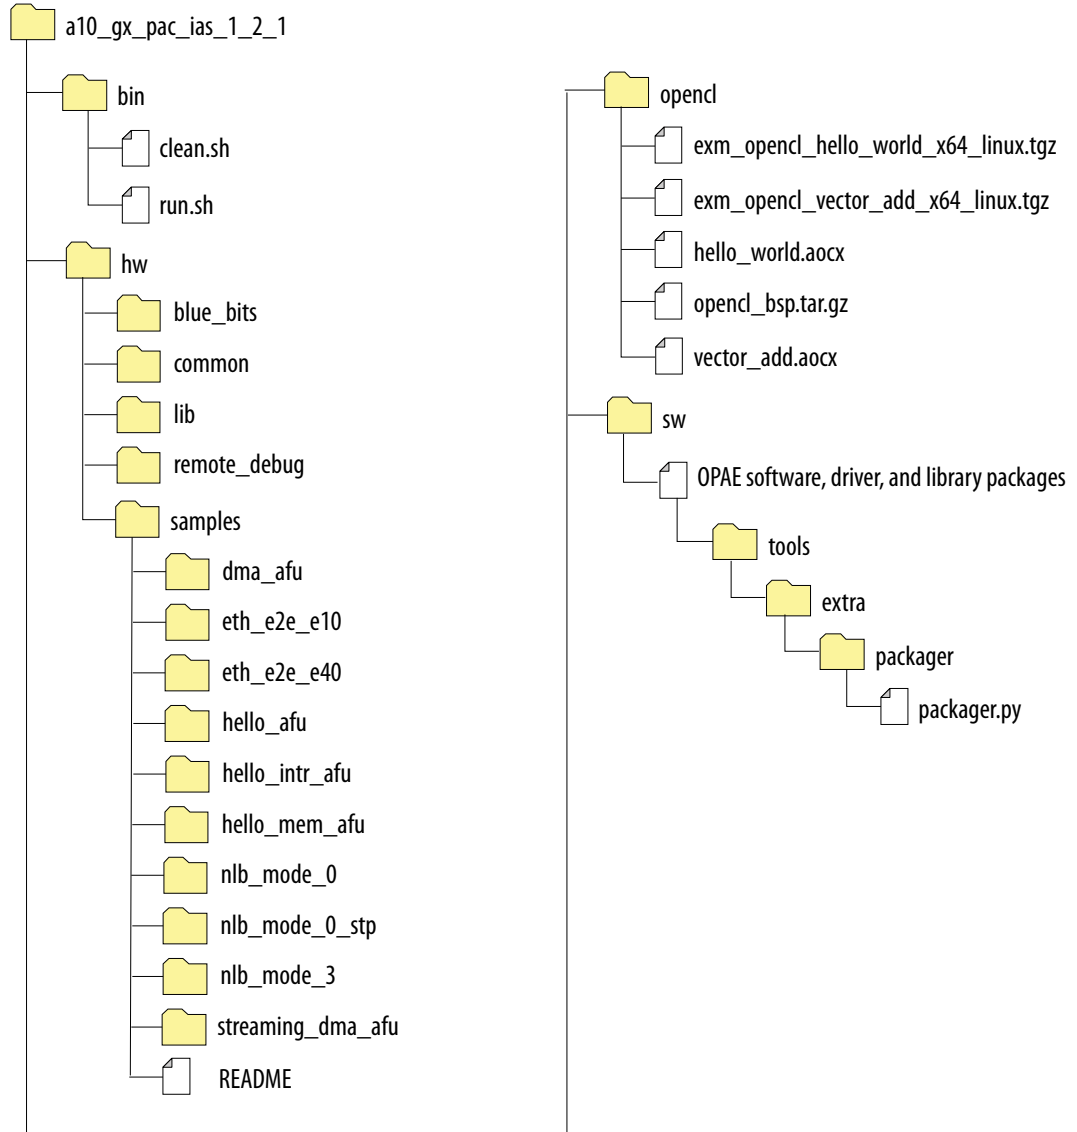 a10_gx_pac_ias_1_2_1
bin
clean.sh
run.sh
hw
blue_bits
common
lib
remote_debug
samples
dma_afu
eth_e2e_e10
eth_e2e_e40
hello_afu
hello_intr_afu
hello_mem_afu
nlb_mode_0
nlb_mode_0_stp
nlb_mode_3
streaming_dma_afu
README
opencl
exm_opencl_hello_world_x64_linux.tgz
exm_opencl_vector_add_x64_linux.tgz
hello_world.aocx
opencl_bsp.tar.gz
vector_add.aocx
sw
OPAE software, driver, and library packages
tools
extra
packager
packager.py